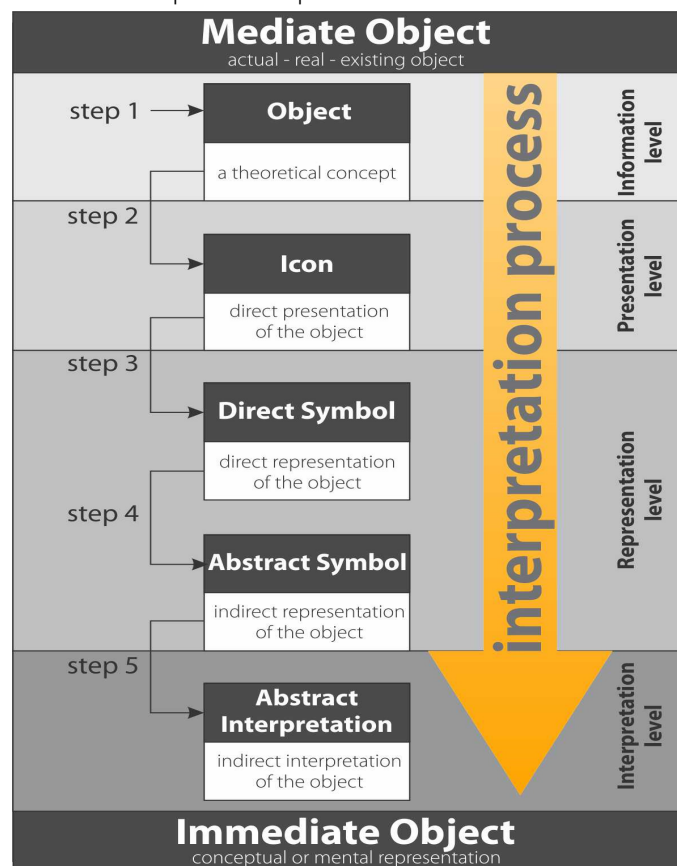 Mediate Object
actual - real - existing object
step 1
Object
a theoretical concept
Information
level
step 2
Icon
direct presentation
of the object
Presentation
level
step 3
Direct Symbol
direct representation
of the object
step 4
Abstract Symbol
indirect representation
of the object
Representation
level
step 5
Abstract
Interpretation
indirect interpretation
of the object
Interpretation
level
interpretation process
Immediate Object
conceptual or mental representation